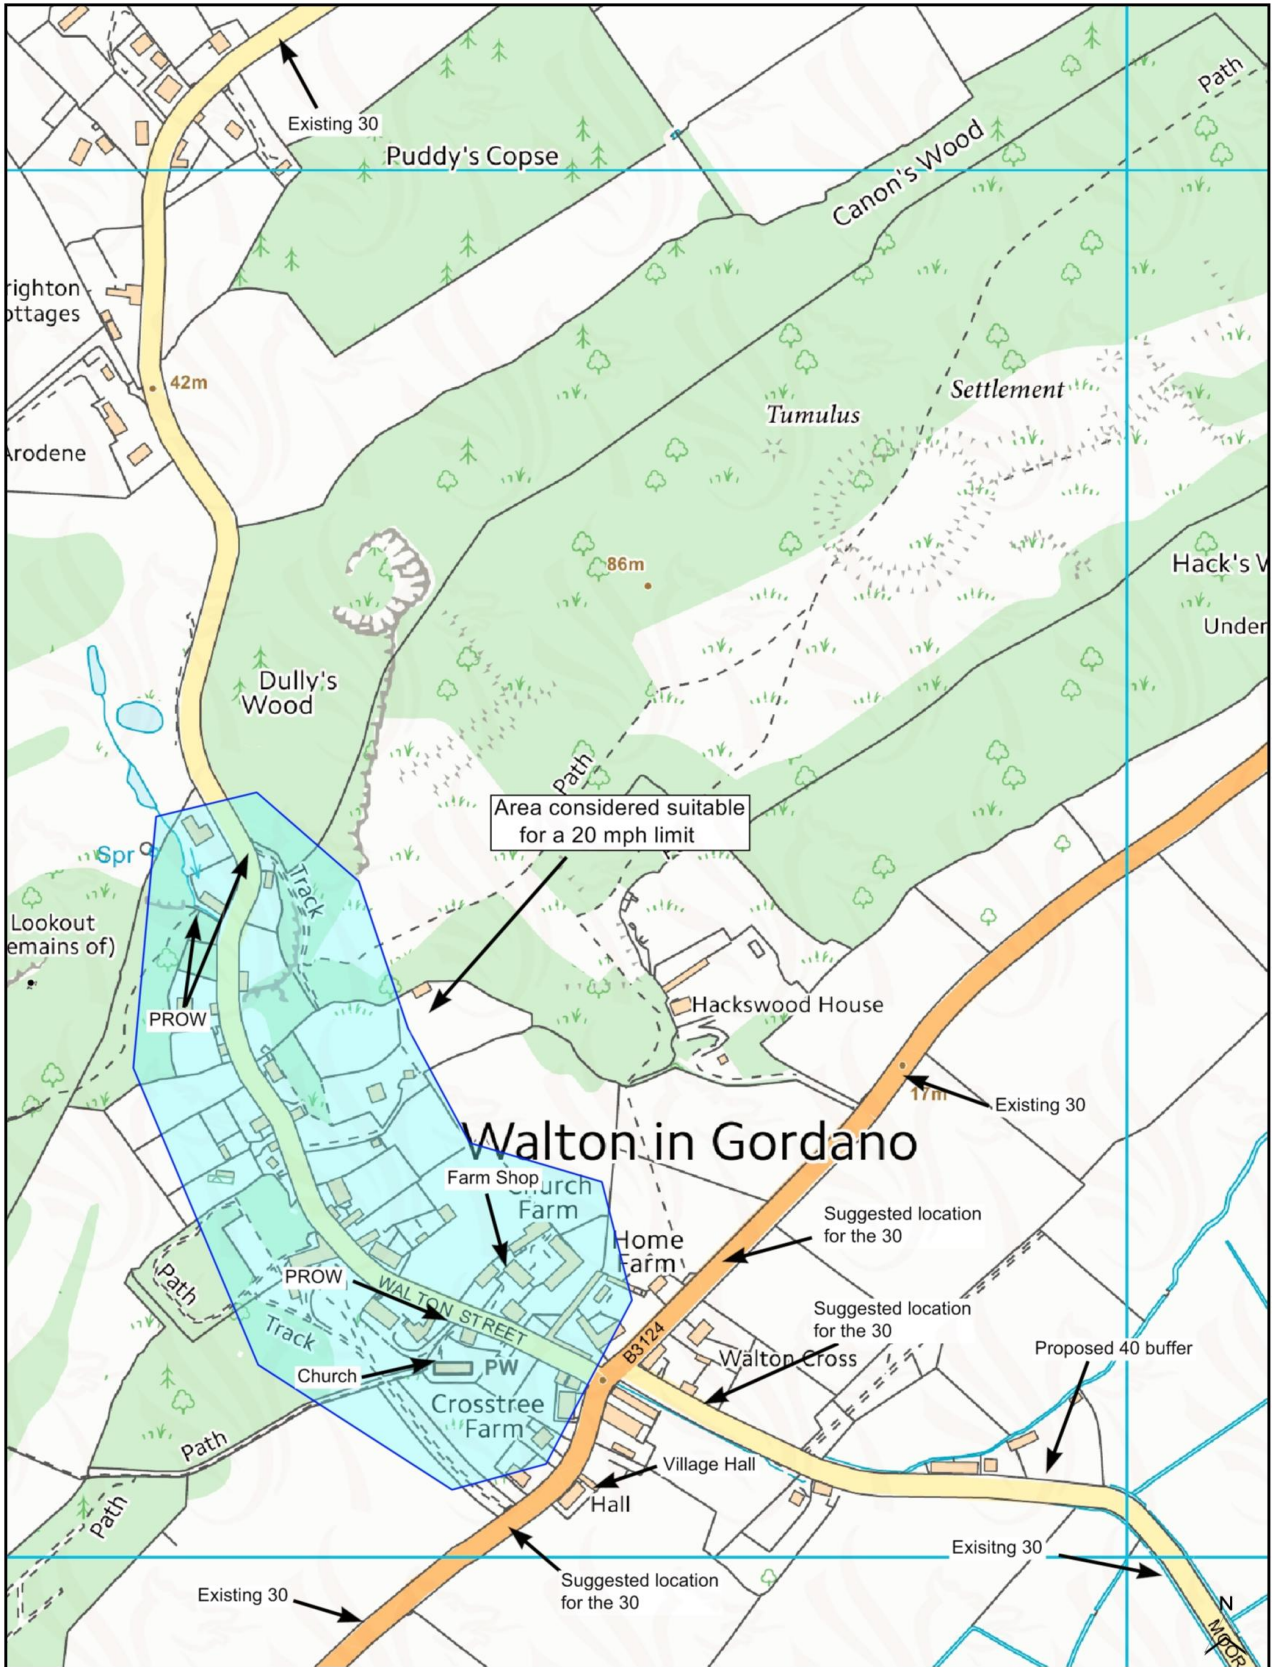 Existing 30
Puddy's Copse
Canon's Wood
Path
righton
ottages
42m
Arodene
Tumulus
Settlement
86m
Hack's
Under
Dully's
Wood
Path
Area considered suitable
for a 20 mph limit
Spr
Track
Lookout
emains of)
PROW
Hackswood House
17m
Existing 30
Walton in Gordano
Farm Shop
Church
Farm
Home
Farm
Suggested location
for the 30
PROW
WALTON STREET
Path
Track
B3124
Suggested location
for the 30
Walton Cross
Proposed 40 buffer
Church
PW
Crosstree
Farm
Path
Village Hall
Hall
Path
Exisitng 30
Existing 30
Suggested location
for the 30
N
MOOR